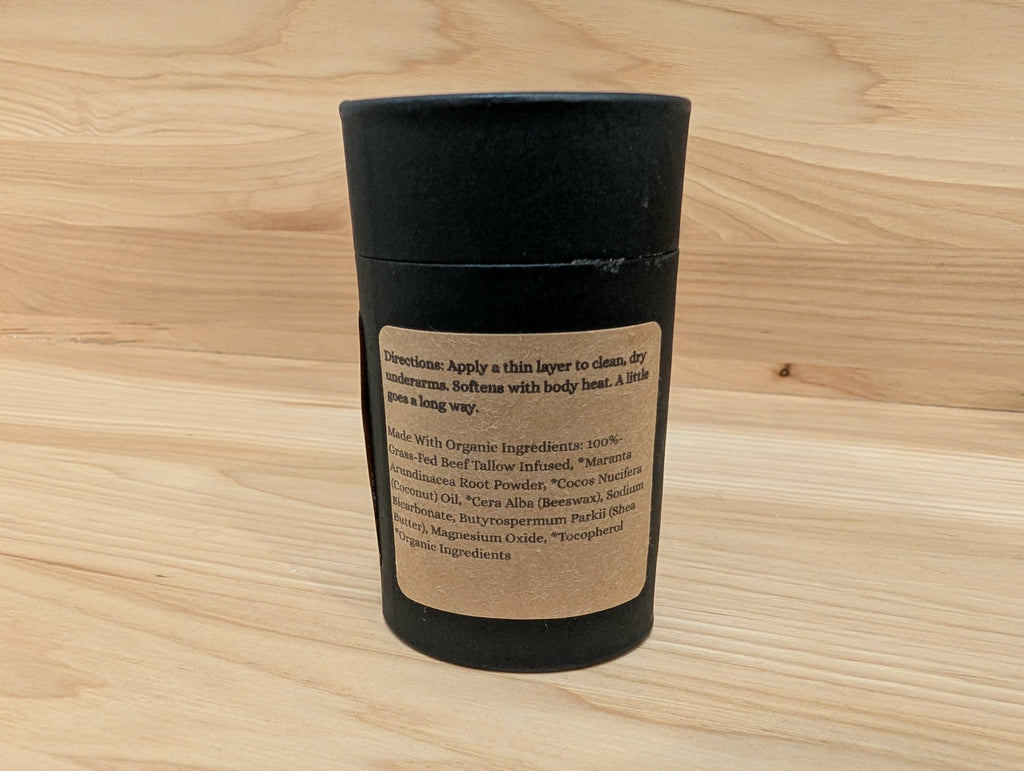 Directions: Apply a thin layer to clean, dry
underarms. Softens with body heat. A little
goes a long way.
Made With Organic Ingredients: 100%-
Grass-Fed Beef Tallow Infused, *Maranta
Arundinacea Root Powder, *Cocos Nucifera
(Coconut) Oil, *Cera Alba (Beeswax), Sodium
Bicarbonate, Butyrospermum Parkii (Shea
Butter), Magnesium Oxide, *Tocopherol
*Organic Ingredients